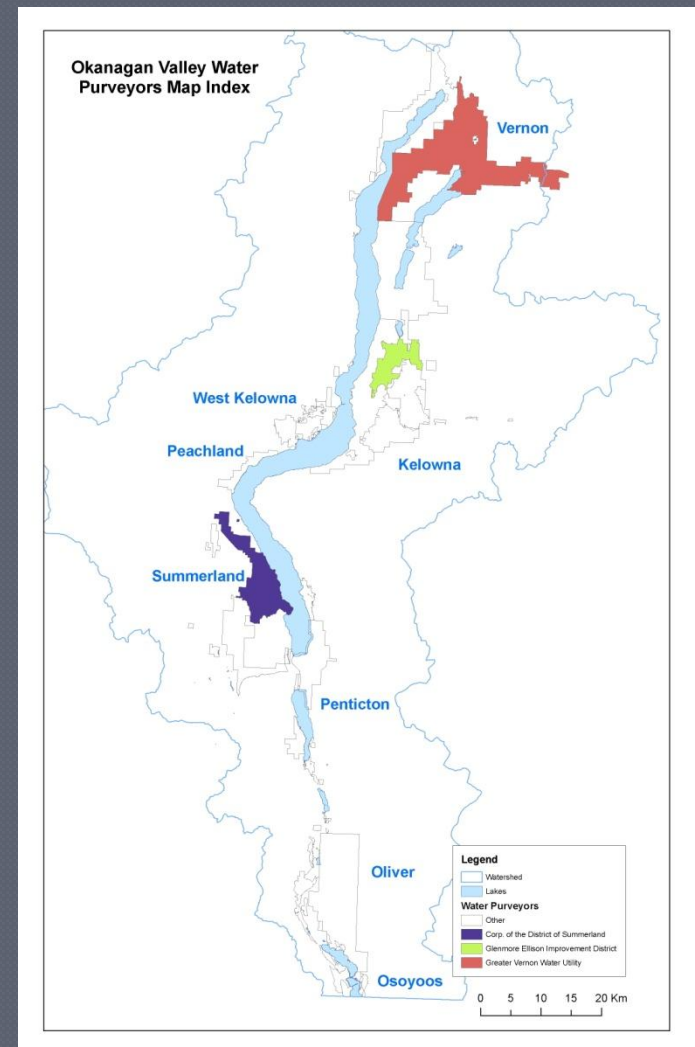 Okanagan Valley Water
Purveyors Map Index
Vernon
West Kelowna
Peachland
Kelowna
Summerland
Penticton
Oliver
Osoyoos
Legend
Watershed
Lakes
Water Purveyors
Other
Corp. of the District of Summerland
Glenmore Ellison Improvement District
Greater Vernon Water Utility
0 5 10 15 20 Km